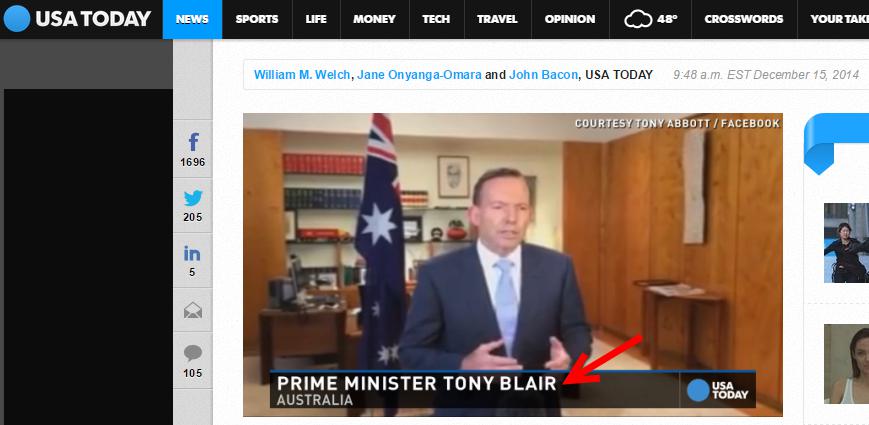 USA TODAY NEWS SPORTS LIFE MONEY TECH TRAVEL OPINION 48° CROSSWORDS YOUR TAKE
William M. Welch, Jane Onyanga-Omara and John Bacon, USA TODAY 9:48 a.m. EST December 15, 2014
COURTESY TONY ABBOTT / FACEBOOK
f
1696
205
in
5
105
PRIME MINISTER TONY BLAIR
AUSTRALIA
USA
TODAY